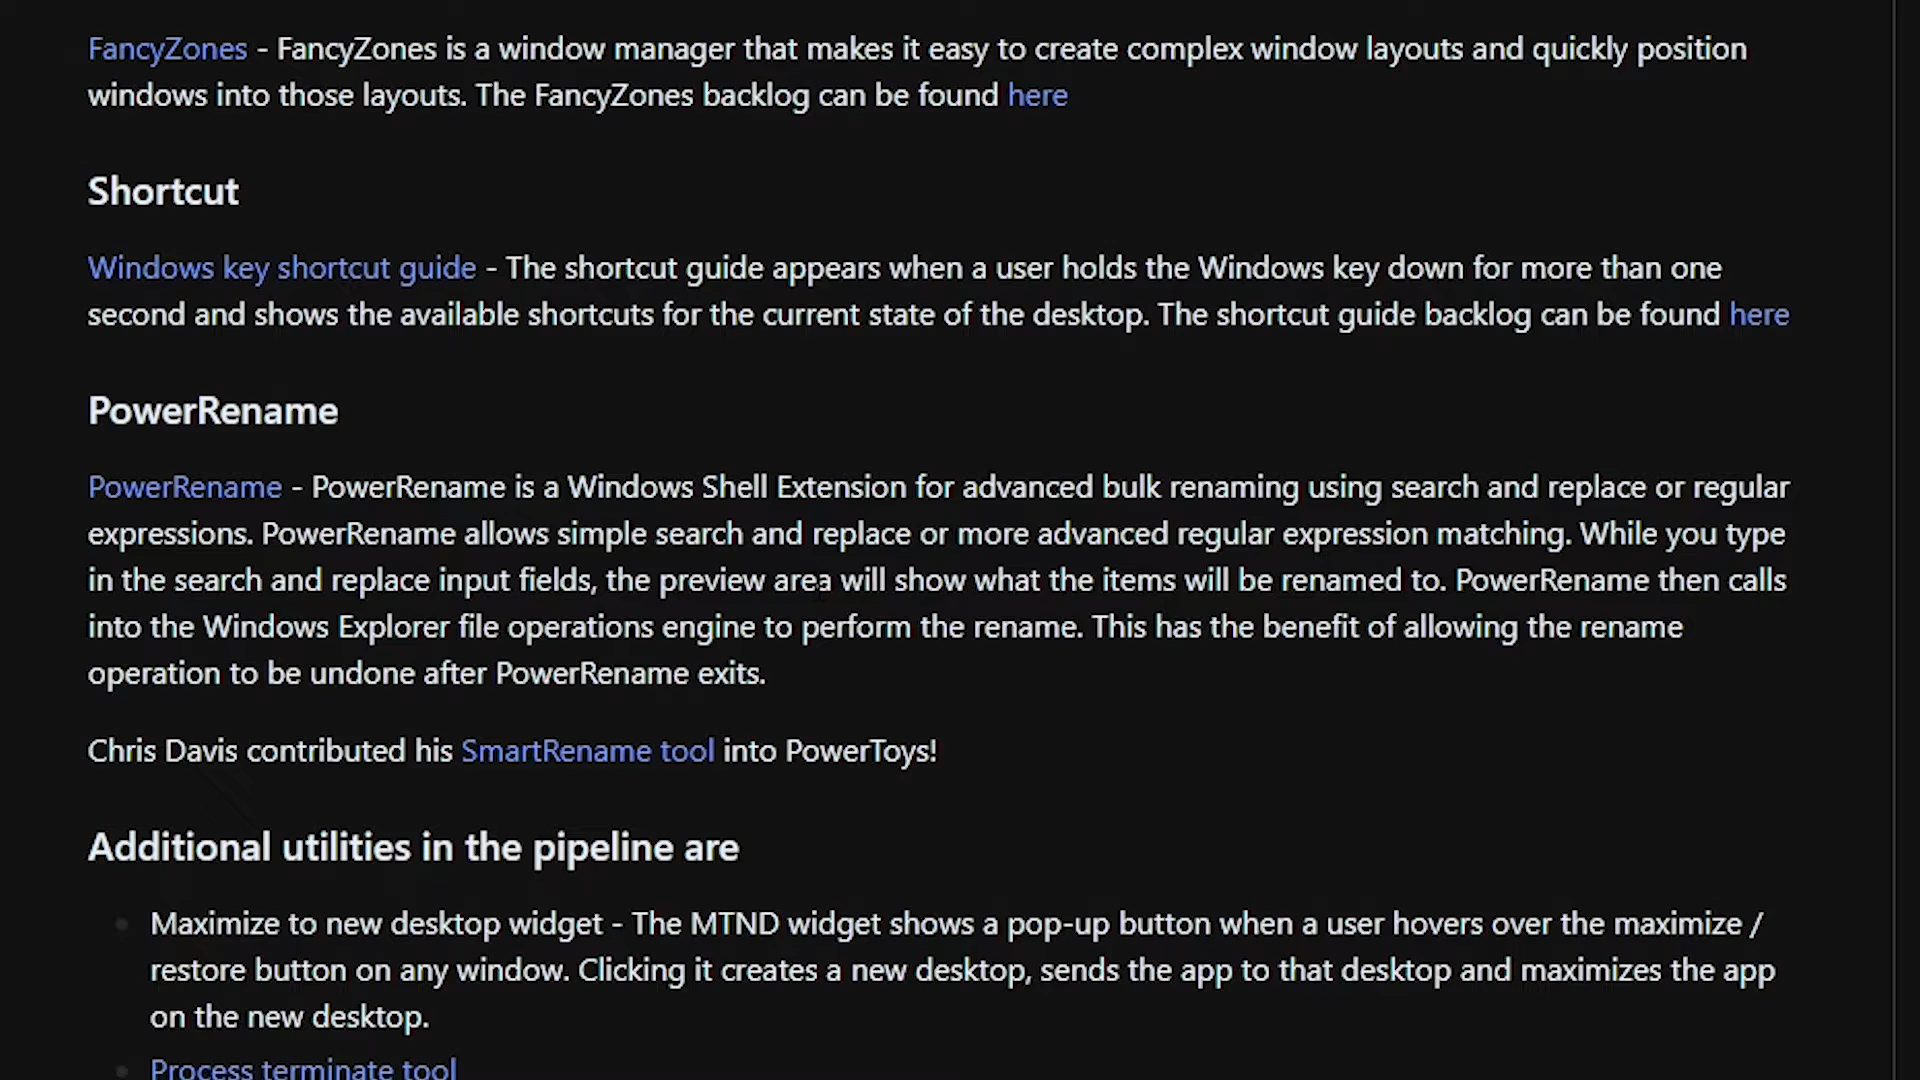 FancyZones - FancyZones is a window manager that makes it easy to create complex window layouts and quickly position
windows into those layouts. The FancyZones backlog can be found here
Shortcut
Windows key shortcut guide - The shortcut guide appears when a user holds the Windows key down for more than one
second and shows the available shortcuts for the current state of the desktop. The shortcut guide backlog can be found here
PowerRename
PowerRename - PowerRename is a Windows Shell Extension for advanced bulk renaming using search and replace or regular
expressions. PowerRename allows simple search and replace or more advanced regular expression matching. While you type
in the search and replace input fields, the preview area will show what the items will be renamed to. PowerRename then calls
into the Windows Explorer file operations engine to perform the rename. This has the benefit of allowing the rename
operation to be undone after PowerRename exits.
Chris Davis contributed his SmartRename tool into PowerToys!
Additional utilities in the pipeline are
Maximize to new desktop widget - The MTND widget shows a pop-up button when a user hovers over the maximize /
restore button on any window. Clicking it creates a new desktop, sends the app to that desktop and maximizes the app
on the new desktop.
Process terminate tool